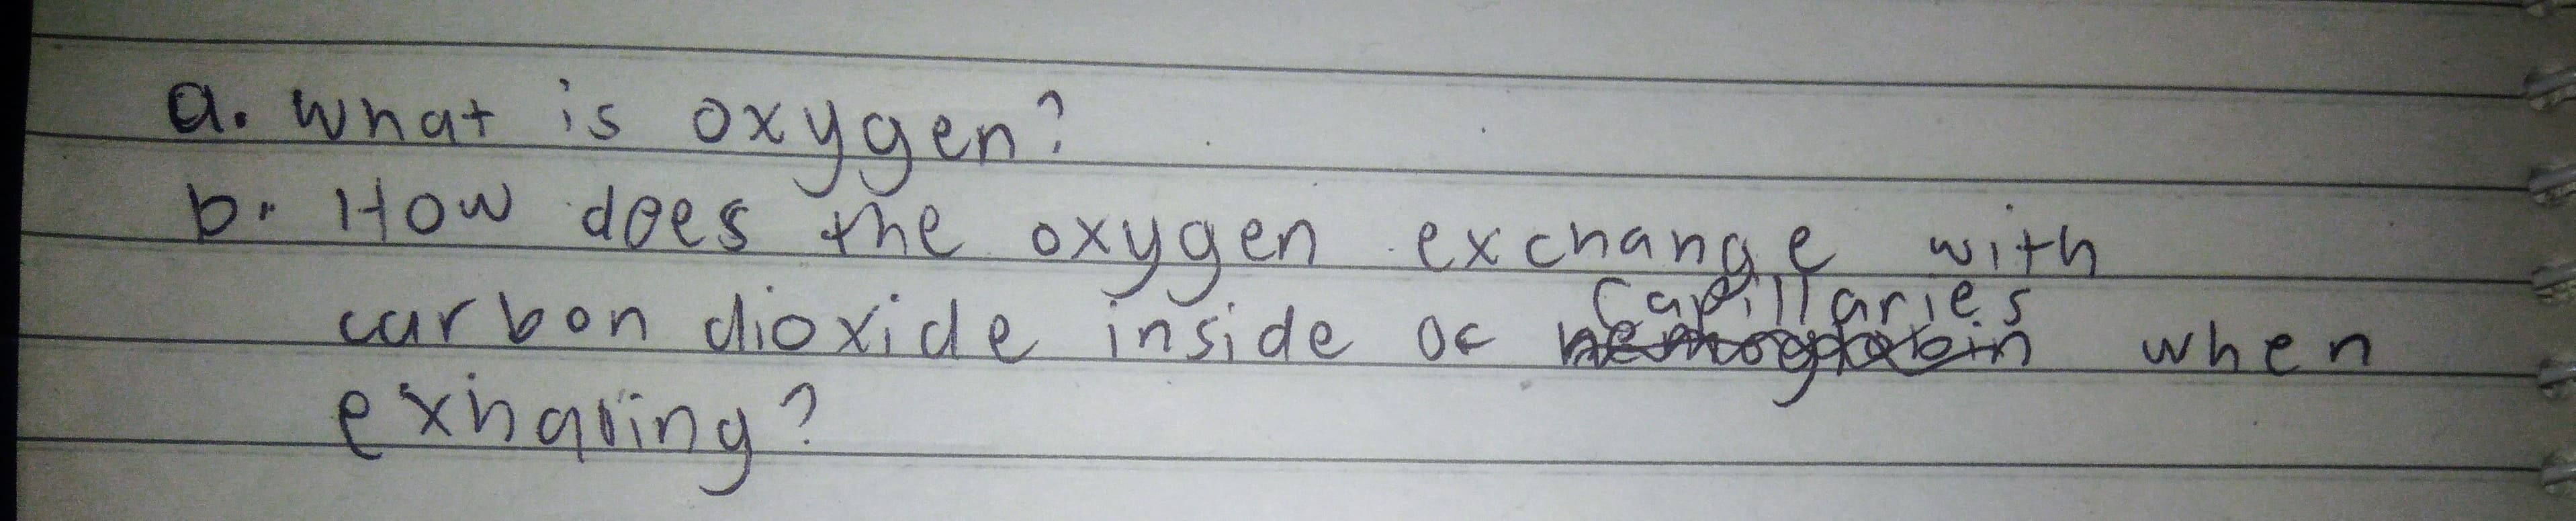 a. What is oxygen?
b. How does the oxygen exchange with
carbon dioxide inside of capillaries when
exhaling?